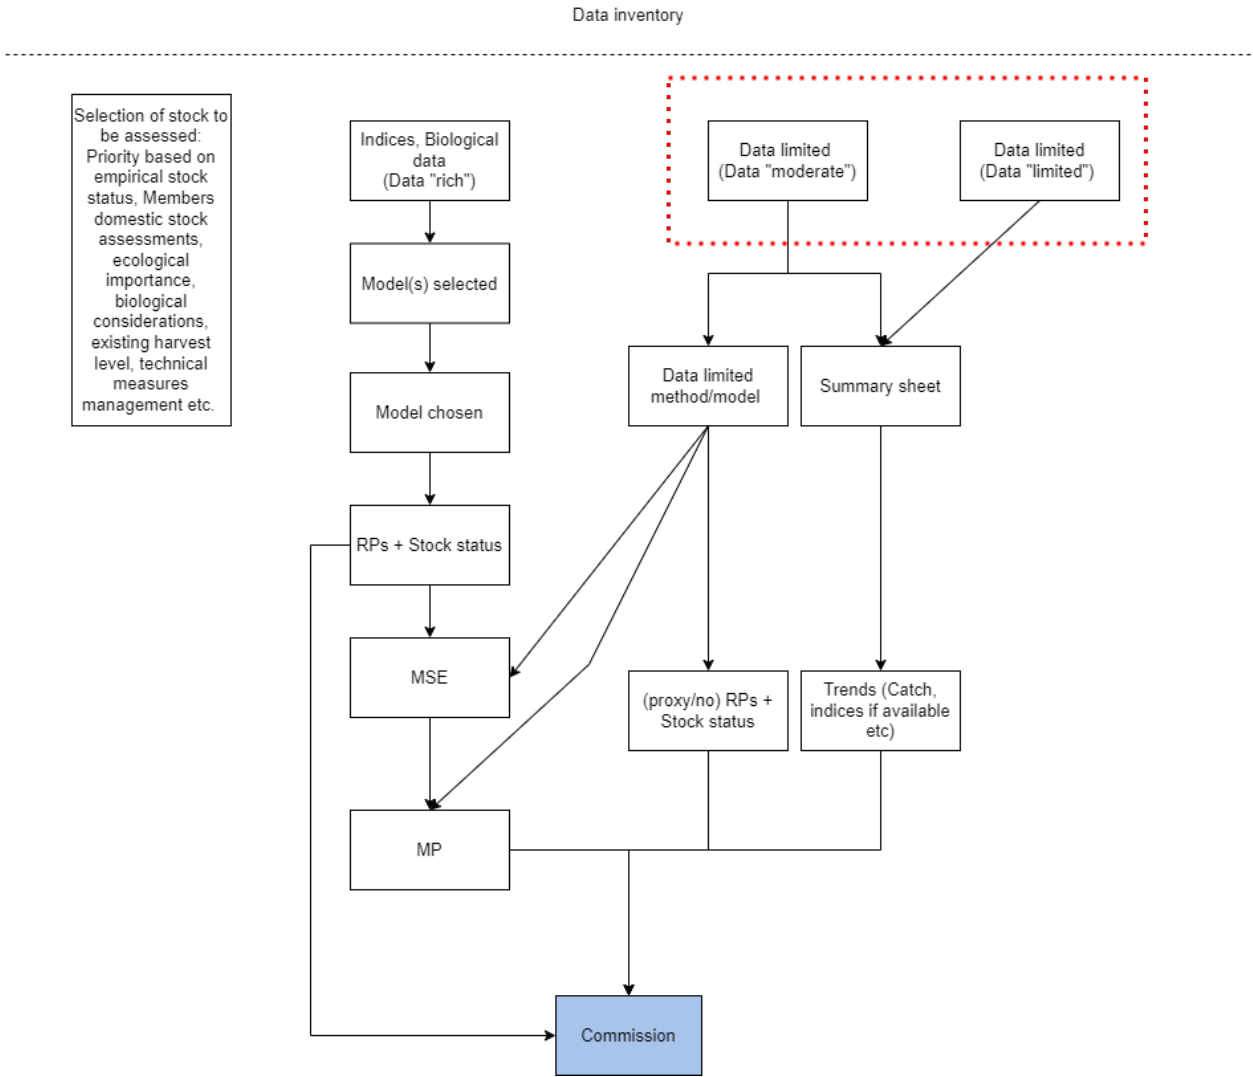 Data inventory
Selection of stock to
be assessed:
Priority based on
empirical stock
status, Members
domestic stock
assessments,
ecological
importance,
biological
considerations,
existing harvest
level, technical
measures
management etc.
Indices, Biological
data
(Data "rich")
Data limited
(Data "moderate")
Data limited
(Data "limited")
Model(s) selected
Model chosen
Data limited
method/model
Summary sheet
RPs + Stock status
MSE
(proxy/no) RPs +
Stock status
Trends (Catch,
indices if available
etc)
MP
Commission